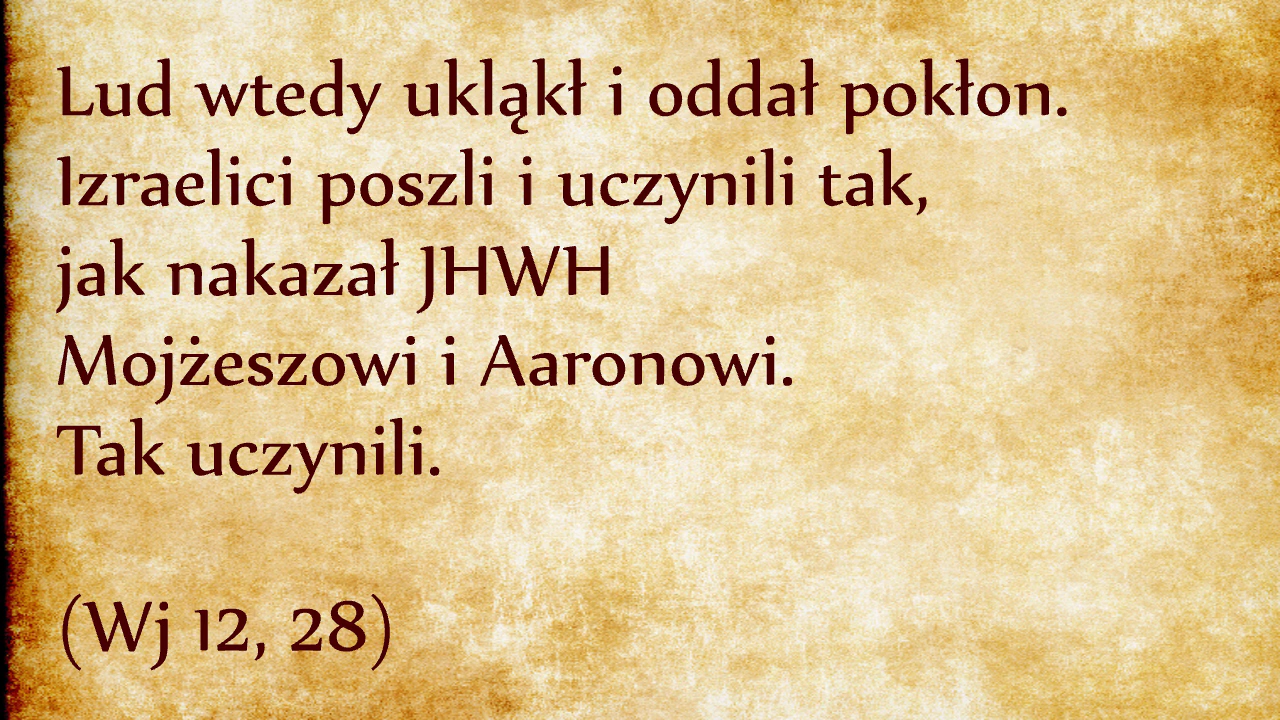 Lud wtedy ukląkł i oddał pokłon.
Izraelici poszli i uczynili tak,
jak nakazał JHWH
Mojżeszowi i Aaronowi.
Tak uczynili.
(Wj 12, 28)